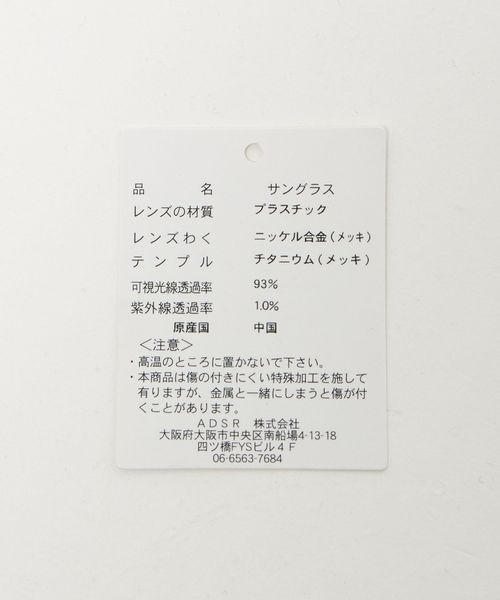 品名 サングラス
レンズの材質 プラスチック
レンズわく ニッケル合金(メッキ)
テンプル チタニウム(メッキ)
可視光線透過率 93%
紫外線透過率 1.0%
原産国 中国
<注意>
・高温のところに置かないで下さい。
・本商品は傷の付きにくい特殊加工を施して
有りますが、金属と一緒にしまうと傷が付
くことがあります。
ADSR 株式会社
大阪府大阪市中央区南船場4-13-18
四ツ橋FYSビル4F
06-6563-7684